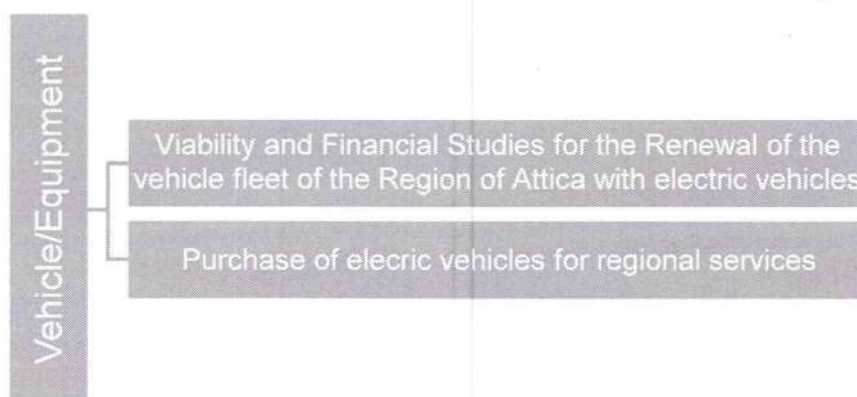 Vehicle/Equipment
Viability and Financial Studies for the Renewal of the
vehicle fleet of the Region of Attica with electric vehicles
Purchase of elecric vehicles for regional services